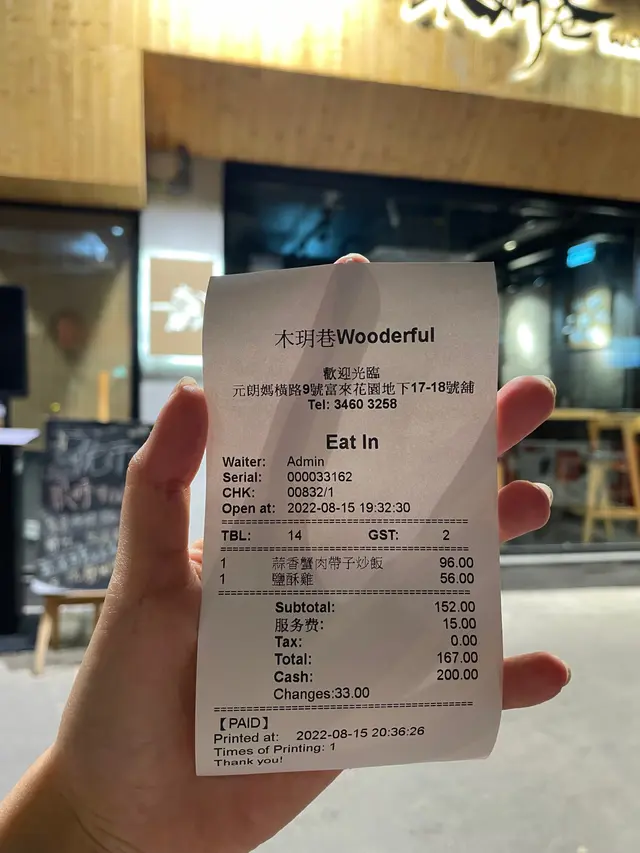 木玥巷Wooderful
歡迎光臨
元朗媽橫路9號富來花園地下17-18號舖
Tel: 3460 3258
Eat In
Waiter: Admin
Serial: 000033162
CHK: 00832/1
Open at: 2022-08-15 19:32:30
TBL: 14 GST: 2
1 蒜香蟹肉帶子炒飯 96.00
1 鹽酥雞 56.00
Subtotal: 152.00
服务费: 15.00
Tax: 0.00
Total: 167.00
Cash: 200.00
Changes:33.00
【PAID】
Printed at: 2022-08-15 20:36:26
Times of Printing: 1
Thank you!